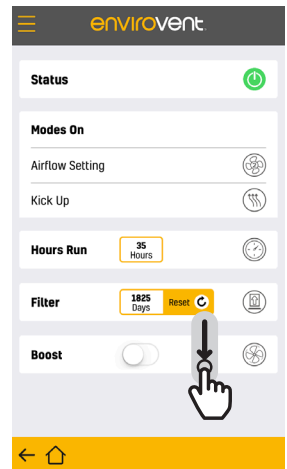 envirovent
Status
Modes On
Airflow Setting
Kick Up
Hours Run 35 Hours
Filter 1825 Days Reset
Boost